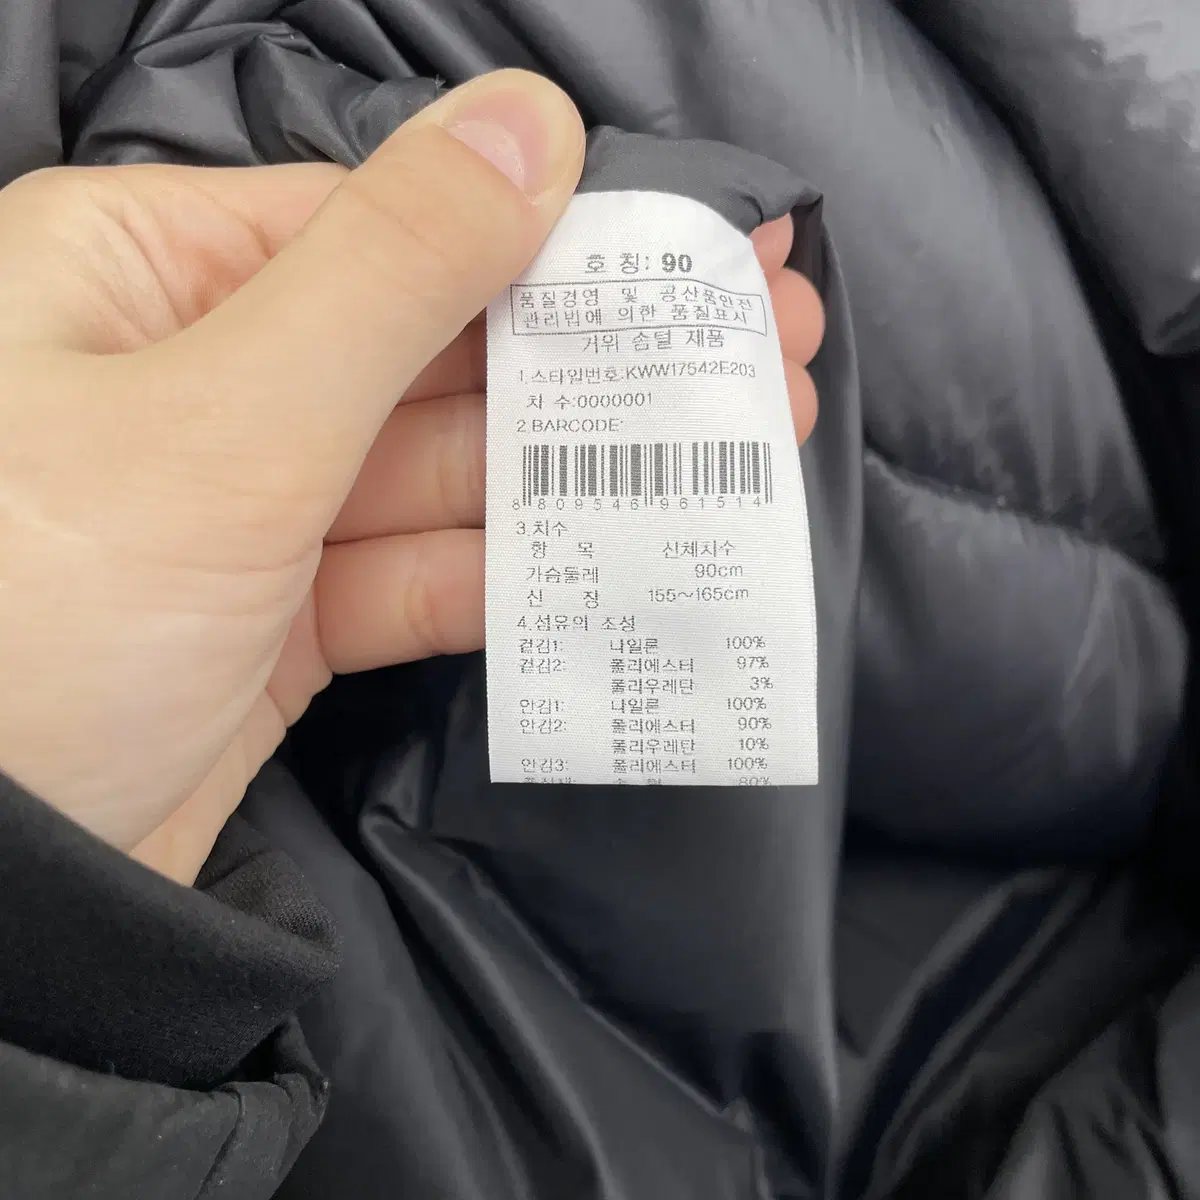 호 칭: 90
품질경영 및 공산품안전
관리법에 의한 품질표시
거위 솜털 제품
1.스타일번호:KWW17542E203
차 수:0000001
2.BARCODE:
8 809546 961514
3.치수
항 목 신체치수
가슴둘레 90cm
신 장 155~165cm
4.섬유의 조성
겉감1: 나일론 100%
겉감2: 폴리에스터 97%
폴리우레탄 3%
안감1: 나일론 100%
안감2: 폴리에스터 90%
폴리우레탄 10%
안감3: 폴리에스터 100%
충전재: 솜 털 80%